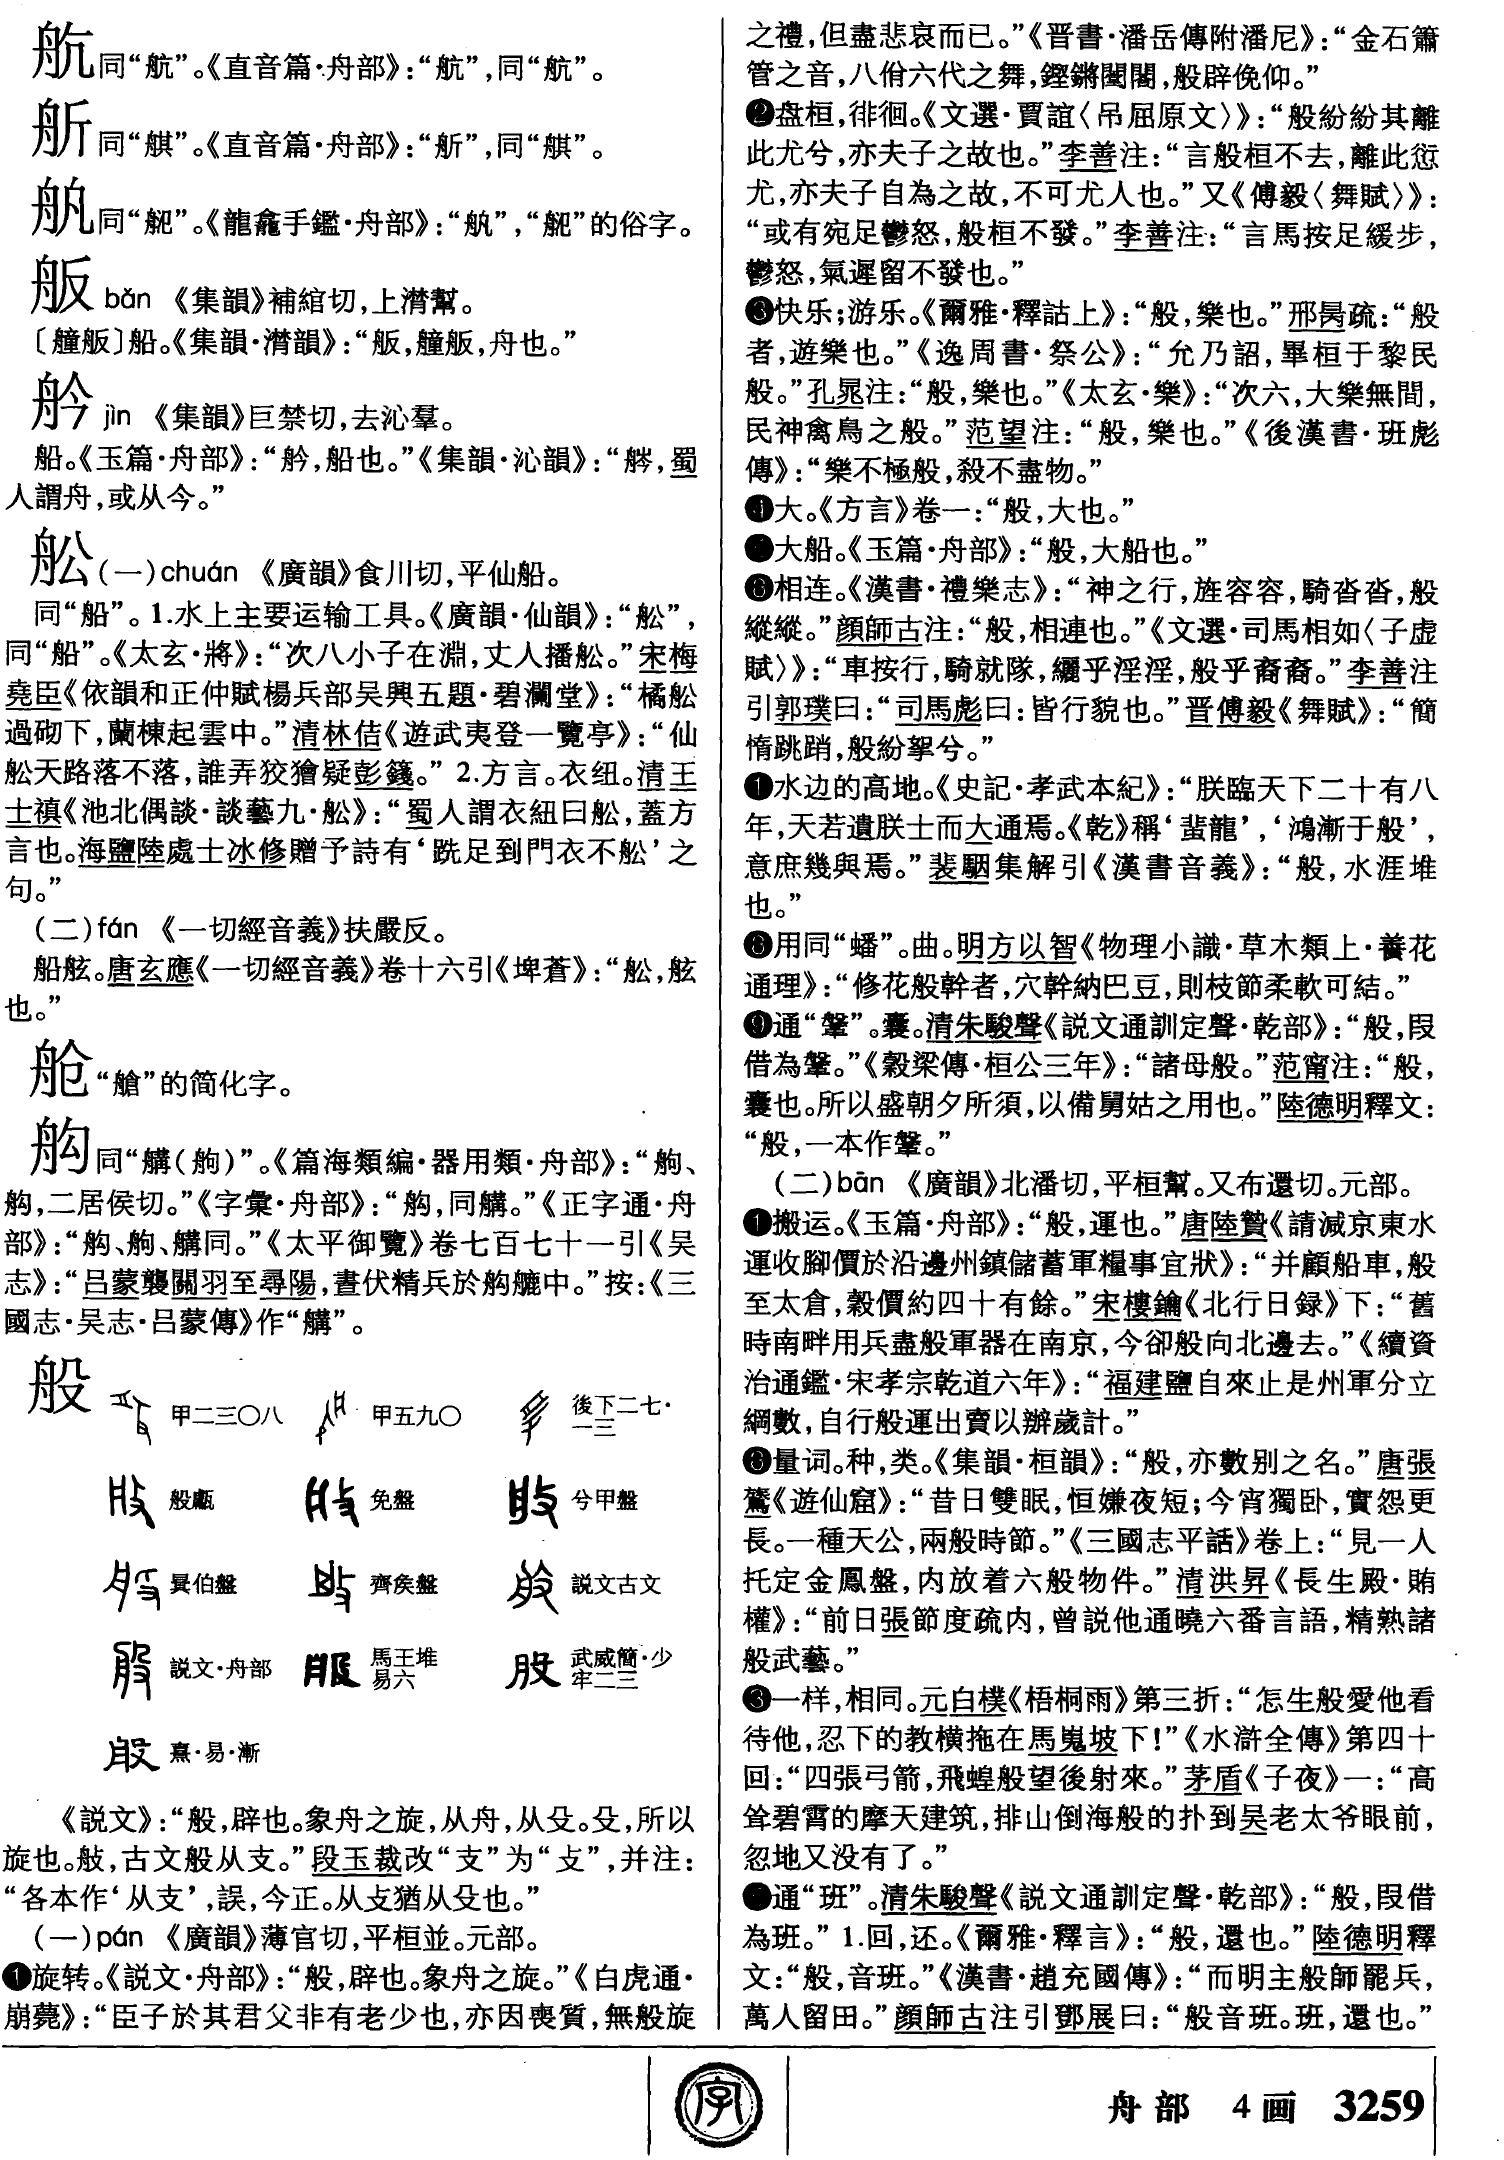 同“航”。《直音篇·舟部》：“航”，同“航”。
斦 同“䑴”。《直音篇·舟部》：
同“舥”。《龍龕手鑑·舟部》：“舤”，“舥”的俗字。
舨 bǎn 《集韻》補綰切，上潸幫。
〔艟舨〕船。《集韻·潸韻》：“舨，艟舨，舟也。”
舲 jìn 《集韻》巨禁切，去沁羣。
船。《玉篇·舟部》：“舲，船也。”《集韻·沁韻》：“，蜀
人謂舟，或从今。”
舩 (一)chuán 《廣韻》食川切，平仙船。
同“船”。1.水上主要运输工具。《廣韻·仙韻》：“舩”，
同“船”。《太玄·將》：“次八小子在淵，丈人播舩。”宋梅
堯臣《依韻和正仲賦楊兵部吴興五題·碧瀾堂》：“橘舩
過砌下，蘭棟起雲中。”清林佶《遊武夷登一覽亭》：“仙
舩天路落不落，誰弄狡獪疑彭籛。” 2.方言。衣纽。清王
士禛《池北偶談·談藝九·舩》：“蜀人謂衣紐曰舩，蓋方
言也。海鹽陸處士冰修贈予詩有‘跣足到門衣不舩’之
句。”
(二)fán 《一切經音義》扶嚴反。
船舷。唐玄應《一切經音義》卷十六引《埤蒼》：“舩，舷
也。”
舱 “艙”的简化字。
同“艜（䑦）”。《篇海類編·器用類·舟部》：
二居侯切。”《字彙·舟部》：“同艜。”《正字通·舟
部》：“同。”《太平御覽》卷七百七十一引《吴
志》：“吕蒙襲關羽至尋陽，晝伏精兵於中。”按：《三
國志·吴志·吕蒙傳》作
般 甲二三〇八 甲五九〇 後下二七·一三
般甗 免盤 兮甲盤
㠱伯盤 齊矦盤 説文古文
説文·舟部 馬王堆易六 武威簡·少牢二三
熹·易·漸
《説文》：“般，辟也。象舟之旋，从舟，从殳。殳，所以
旋也。𦨗，古文般从支。”段玉裁改“支”为“攴”，并注：
“各本作‘从支’，誤，今正。从攴猶从殳也。”
(一)pán 《廣韻》薄官切，平桓並。元部。
❶旋转。《説文·舟部》：“般，辟也。象舟之旋。”《白虎通·
崩薨》：“臣子於其君父非有老少也，亦因喪質，無般旋
之禮，但盡悲哀而已。”《晋書·潘岳傳附潘尼》：“金石簫
管之音，八佾六代之舞，鏗鏘闛閤，般辟俛仰。”
❷盘桓，徘徊。《文選·賈誼〈吊屈原文〉》：“般紛紛其離
此尤兮，亦夫子之故也。”李善注：“言般桓不去，離此愆
尤，亦夫子自為之故，不可尤人也。”又《傅毅〈舞賦〉》：
“或有宛足鬱怒，般桓不發。”李善注：“言馬按足緩步，
鬱怒，氣遲留不發也。”
❸快乐；游乐。《爾雅·釋詁上》：“般，樂也。”邢昺疏：“般
者，遊樂也。”《逸周書·祭公》：“允乃詔，畢桓于黎民
般。”孔晁注：“般，樂也。”《太玄·樂》：“次六，大樂無間，
民神禽鳥之般。”范望注：“般，樂也。”《後漢書·班彪
傳》：“樂不極般，殺不盡物。”
❹大。《方言》卷一：“般，大也。”
❺大船。《玉篇·舟部》：“般，大船也。”
❻相连。《漢書·禮樂志》：“神之行，旌容容，騎沓沓，般
縱縱。”顔師古注：“般，相連也。”《文選·司馬相如〈子虚
賦〉》：“車按行，騎就隊，纚乎淫淫，般乎裔裔。”李善注
引郭璞曰：“司馬彪曰：皆行貌也。”晋傅毅《舞賦》：“簡
惰跳踃，般紛挐兮。”
❼水边的高地。《史記·孝武本紀》：“朕臨天下二十有八
年，天若遺朕士而大通焉。《乾》稱‘蜚龍’，‘鴻漸于般’，
意庶幾與焉。”裴駰集解引《漢書音義》：“般，水涯堆
也。”
❽用同“蟠”。曲。明方以智《物理小識·草木類上·養花
通理》：“修花般幹者，穴幹納巴豆，則枝節柔軟可結。”
❾通“鞶”。囊。清朱駿聲《説文通訓定聲·乾部》：“般，叚
借為鞶。”《穀梁傳·桓公三年》：“諸母般。”范甯注：“般，
囊也。所以盛朝夕所須，以備舅姑之用也。”陸德明釋文：
“般，一本作鞶。”
(二)bān 《廣韻》北潘切，平桓幫。又布還切。元部。
❶搬运。《玉篇·舟部》：“般，運也。”唐陸贄《請減京東水
運收腳價於沿邊州鎮儲蓄軍糧事宜狀》：“并顧船車，般
至太倉，穀價約四十有餘。”宋樓鑰《北行日録》下：“舊
時南畔用兵盡般軍器在南京，今卻般向北邊去。”《續資
治通鑑·宋孝宗乾道六年》：“福建鹽自來止是州軍分立
綱數，自行般運出賣以辦歲計。”
❷量词。种，类。《集韻·桓韻》：“般，亦數别之名。”唐張
鷟《遊仙窟》：“昔日雙眠，恒嫌夜短；今宵獨卧，實怨更
長。一種天公，兩般時節。”《三國志平話》卷上：“見一人
托定金鳳盤，内放着六般物件。”清洪昇《長生殿·賄
權》：“前日張節度疏内，曾説他通曉六番言語，精熟諸
般武藝。”
❸一样，相同。元白樸《梧桐雨》第三折：“怎生般愛他看
待他，忍下的教横拖在馬嵬坡下！”《水滸全傳》第四十
回：“四張弓箭，飛蝗般望後射來。”茅盾《子夜》一：“高
耸碧霄的摩天建筑，排山倒海般的扑到吴老太爷眼前，
忽地又没有了。”
❹通“班”。清朱駿聲《説文通訓定聲·乾部》：“般，叚借
為班。” 1.回，还。《爾雅·釋言》：“般，還也。”陸德明釋
文：“般，音班。”《漢書·趙充國傳》：“而明主般師罷兵，
萬人留田。”顔師古注引鄧展曰：“般音班。班，還也。”
字
舟部 4画 3259